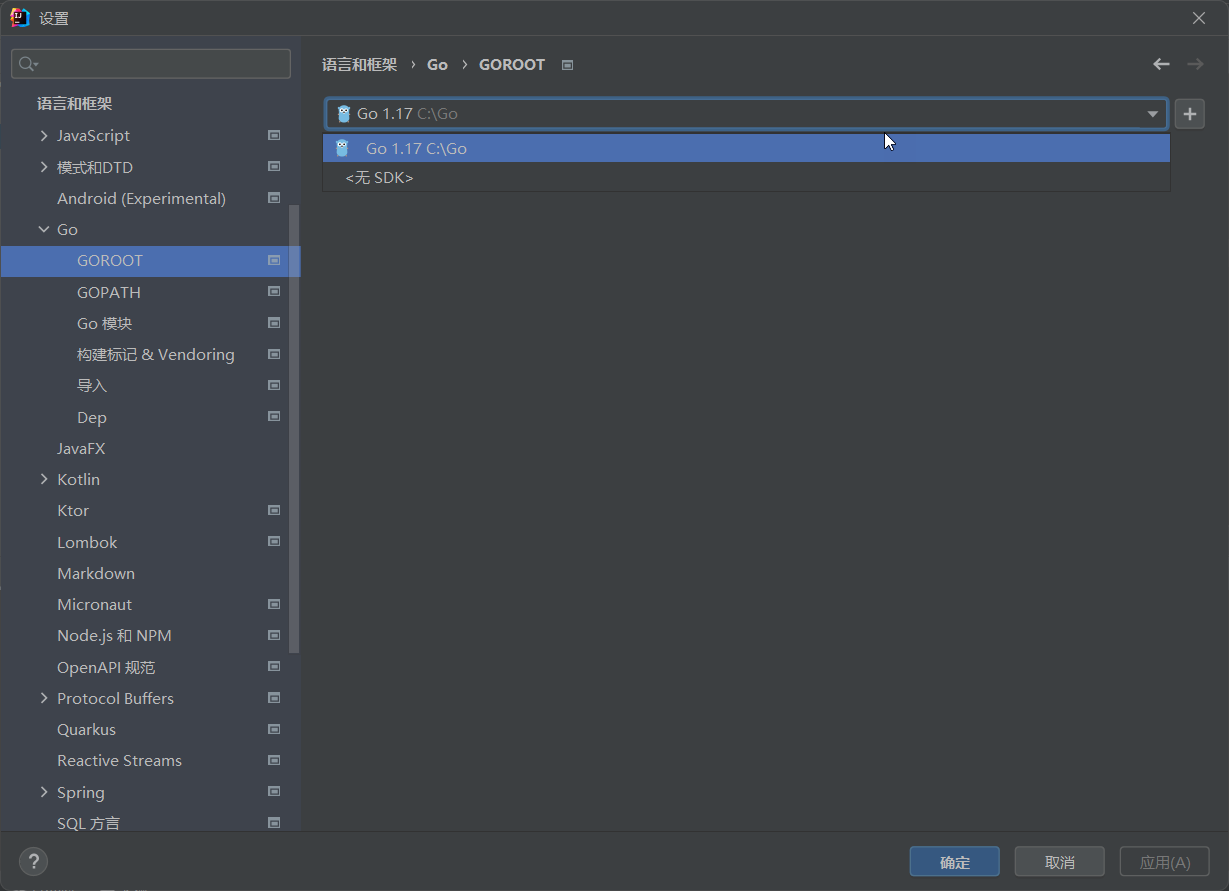 设置
语言和框架
JavaScript
模式和DTD
Android (Experimental)
Go
GOROOT
GOPATH
Go 模块
构建标记 & Vendoring
导入
Dep
JavaFX
Kotlin
Ktor
Lombok
Markdown
Micronaut
Node.js 和 NPM
OpenAPI 规范
Protocol Buffers
Quarkus
Reactive Streams
Spring
SQL 方言
语言和框架 › Go › GOROOT
Go 1.17 C:\Go
Go 1.17 C:\Go
<无 SDK>
?
确定
取消
应用(A)